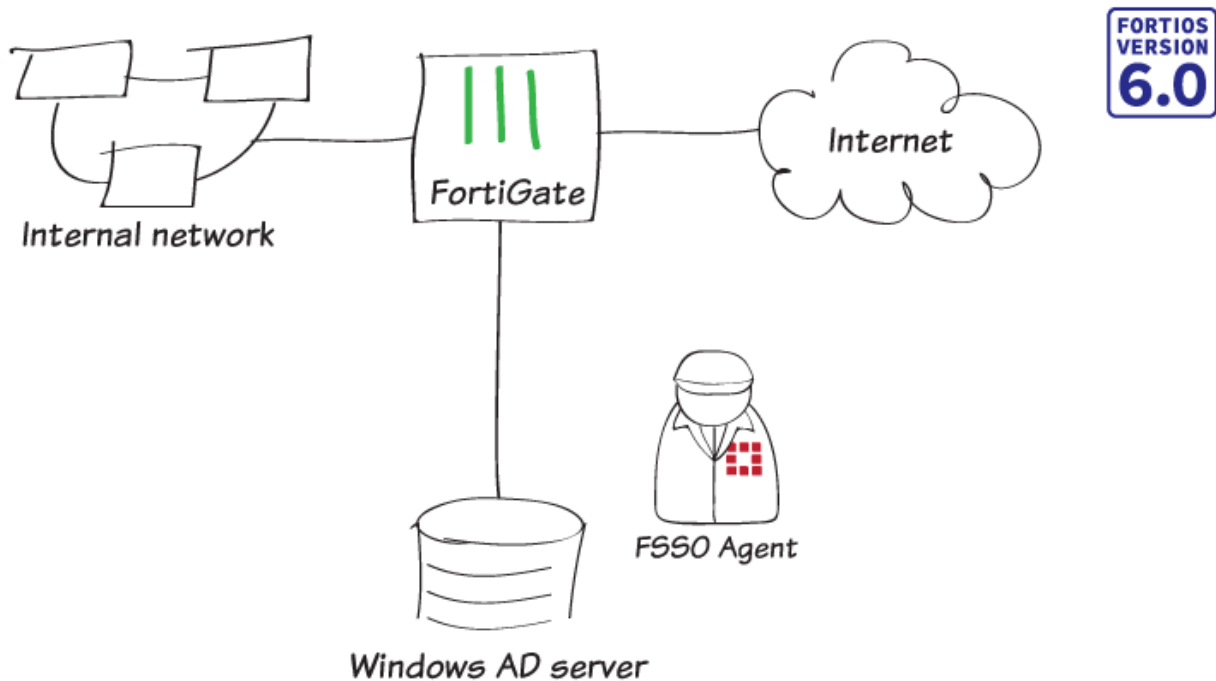 FORTIOS
VERSION
6.0
Internet
FortiGate
Internal network
FSSO Agent
Windows AD server